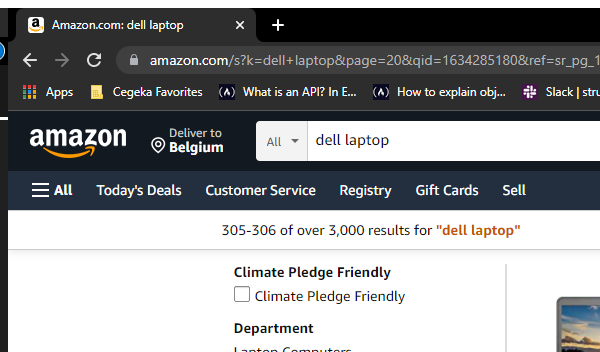 Amazon.com: dell laptop
amazon.com/s?k=dell+laptop&page=20&qid=1634285180&ref=sr_pg_1
Apps Cegeka Favorites What is an API? In E... How to explain obj... Slack | stru
amazon
Deliver to
Belgium
All dell laptop
All Today's Deals Customer Service Registry Gift Cards Sell
305-306 of over 3,000 results for "dell laptop"
Climate Pledge Friendly
Climate Pledge Friendly
Department
Laptop Computers